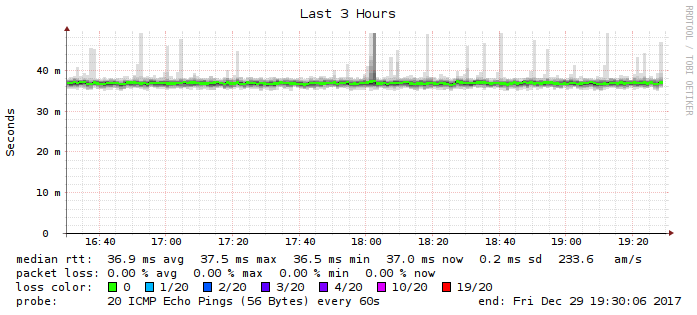 Last 3 Hours
RRDTOOL / TOBI OETIKER
Seconds
40 m
30 m
20 m
10 m
0
16:40 17:00 17:20 17:40 18:00 18:20 18:40 19:00 19:20
median rtt: 36.9 ms avg 37.5 ms max 36.5 ms min 37.0 ms now 0.2 ms sd 233.6 am/s
packet loss: 0.00 % avg 0.00 % max 0.00 % min 0.00 % now
loss color: 0 1/20 2/20 3/20 4/20 10/20 19/20
probe: 20 ICMP Echo Pings (56 Bytes) every 60s end: Fri Dec 29 19:30:06 2017